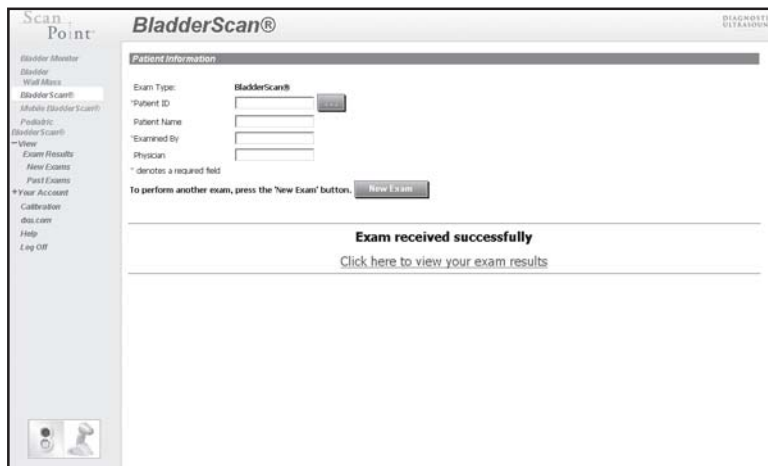 Scan
Point
BladderScan®
DIAGNOSTIC
ULTRASOUND
Bladder Monitor
Bladder
Wall Mass
BladderScan®
Mobile BladderScan®
Pediatric
BladderScan®
−View
Exam Results
New Exams
Past Exams
+Your Account
Calibration
dxu.com
Help
Log Off
Patient Information
Exam Type: BladderScan®
*Patient ID ...
Patient Name
*Examined By
Physician
* denotes a required field
To perform another exam, press the 'New Exam' button. New Exam
Exam received successfully
Click here to view your exam results